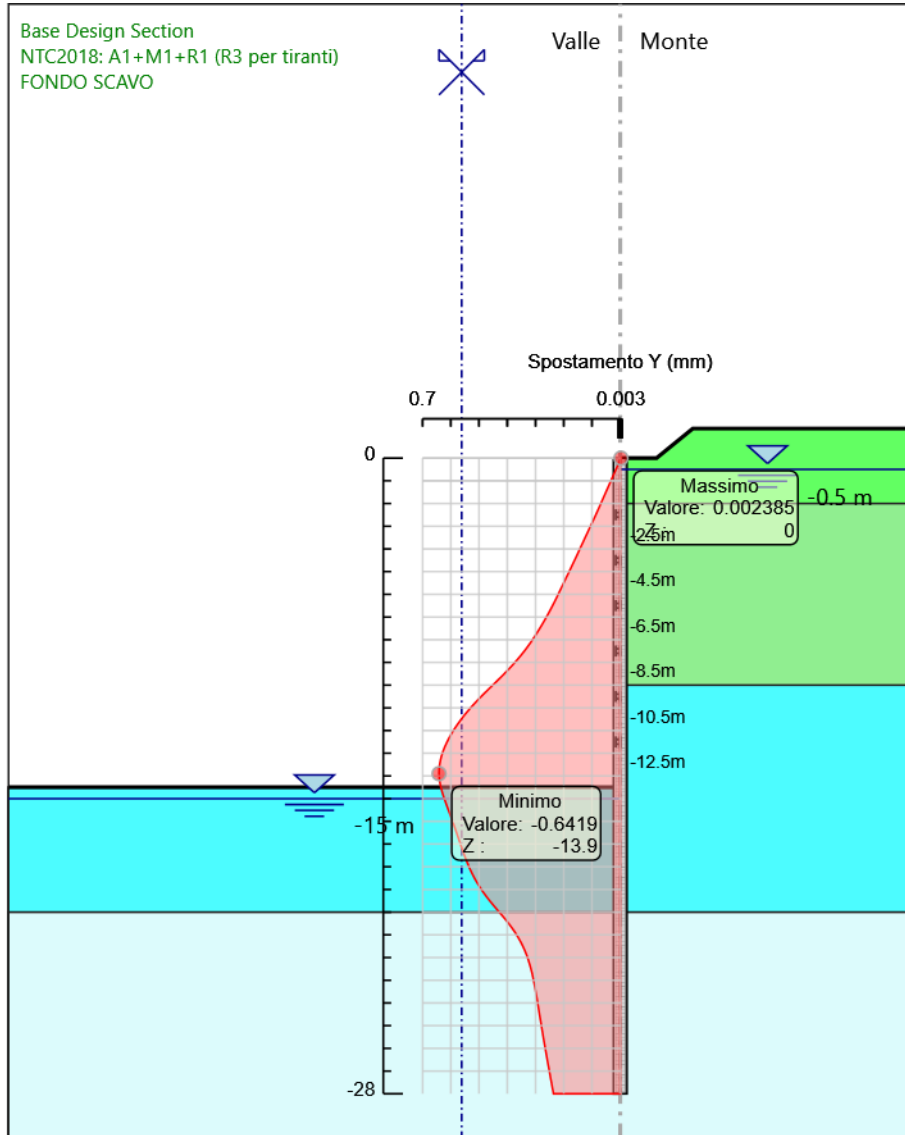 Base Design Section
NTC2018: A1+M1+R1 (R3 per tiranti)
FONDO SCAVO
Valle
Monte
Spostamento Y (mm)
0.7
0.003
0
Massimo
Valore: 0.002385
Z : 0
-0.5 m
-2.5m
-4.5m
-6.5m
-8.5m
-10.5m
-12.5m
Minimo
Valore: -0.6419
Z : -13.9
-15 m
-28